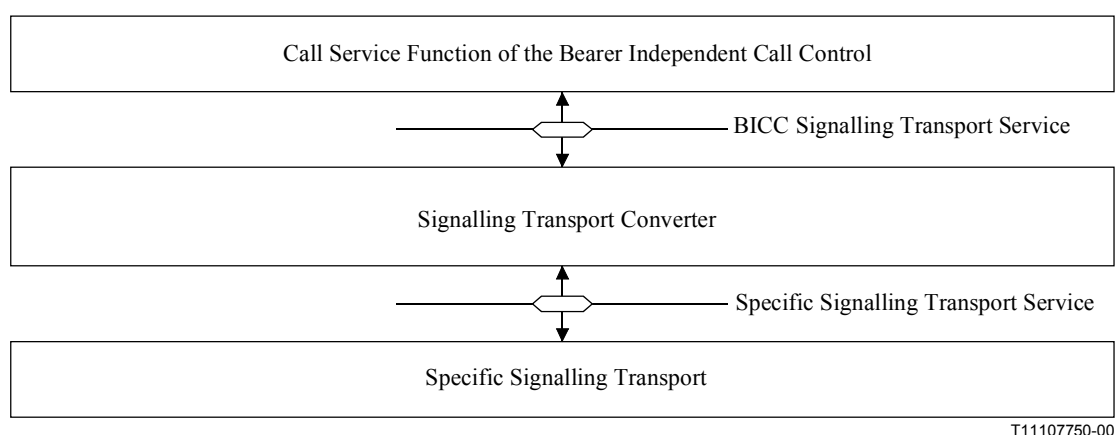 Call Service Function of the Bearer Independent Call Control
BICC Signalling Transport Service
Signalling Transport Converter
Specific Signalling Transport Service
Specific Signalling Transport
T11107750-00